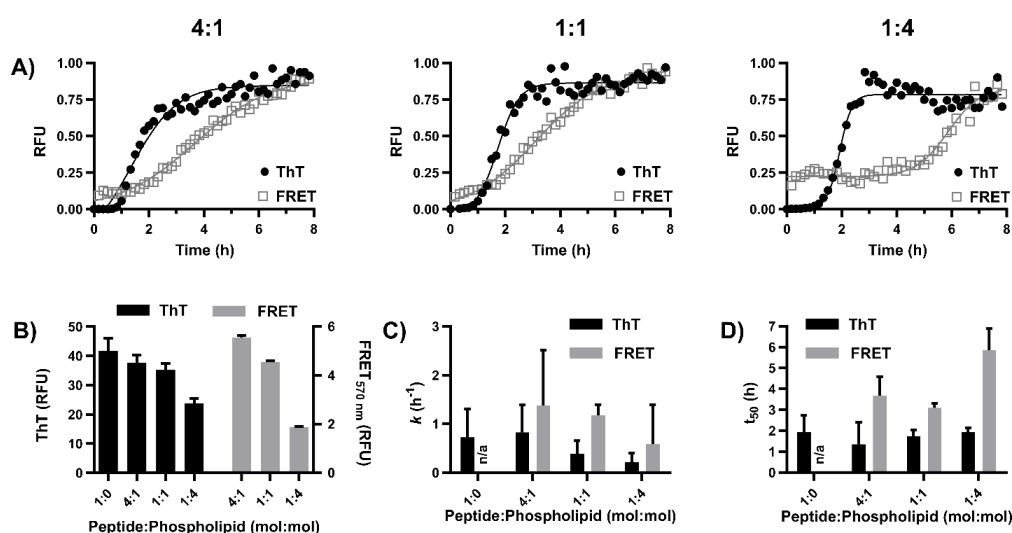 4:1 1:1 1:4
A)
RFU
1.00
0.75
0.50
0.25
0.00
ThT
FRET
0 2 4 6 8
Time (h)
RFU
1.00
0.75
0.50
0.25
0.00
ThT
FRET
0 2 4 6 8
Time (h)
RFU
1.00
0.75
0.50
0.25
0.00
ThT
FRET
0 2 4 6 8
Time (h)
B)
ThT FRET
ThT (RFU)
50
40
30
20
10
0
6
4
2
0
FRET570 nm (RFU)
1:0 4:1 1:1 1:4 4:1 1:1 1:4
Peptide:Phospholipid (mol:mol)
C)
ThT
FRET
k (h-1)
3
2
1
0
n/a
1:0 4:1 1:1 1:4
Peptide:Phospholipid (mol:mol)
D)
ThT
FRET
t50 (h)
7
6
5
4
3
2
1
0
n/a
1:0 4:1 1:1 1:4
Peptide:Phospholipid (mol:mol)